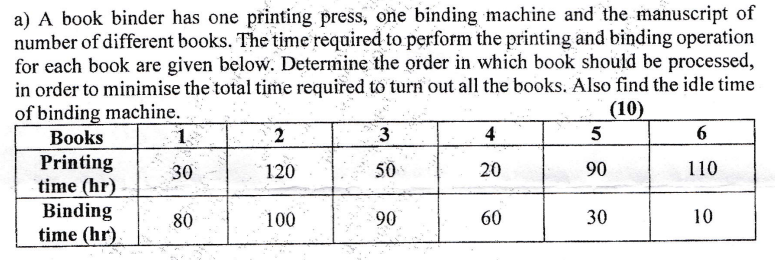 a) A book binder has one printing press, one binding machine and the manuscript of
number of different books. The time required to perform the printing and binding operation
for each book are given below. Determine the order in which book should be processed,
in order to minimise the total time required to turn out all the books. Also find the idle time
of binding machine. (10)
Books 1 2 3 4 5 6
Printing
time (hr) 30 120 50 20 90 110
Binding
time (hr) 80 100 90 60 30 10